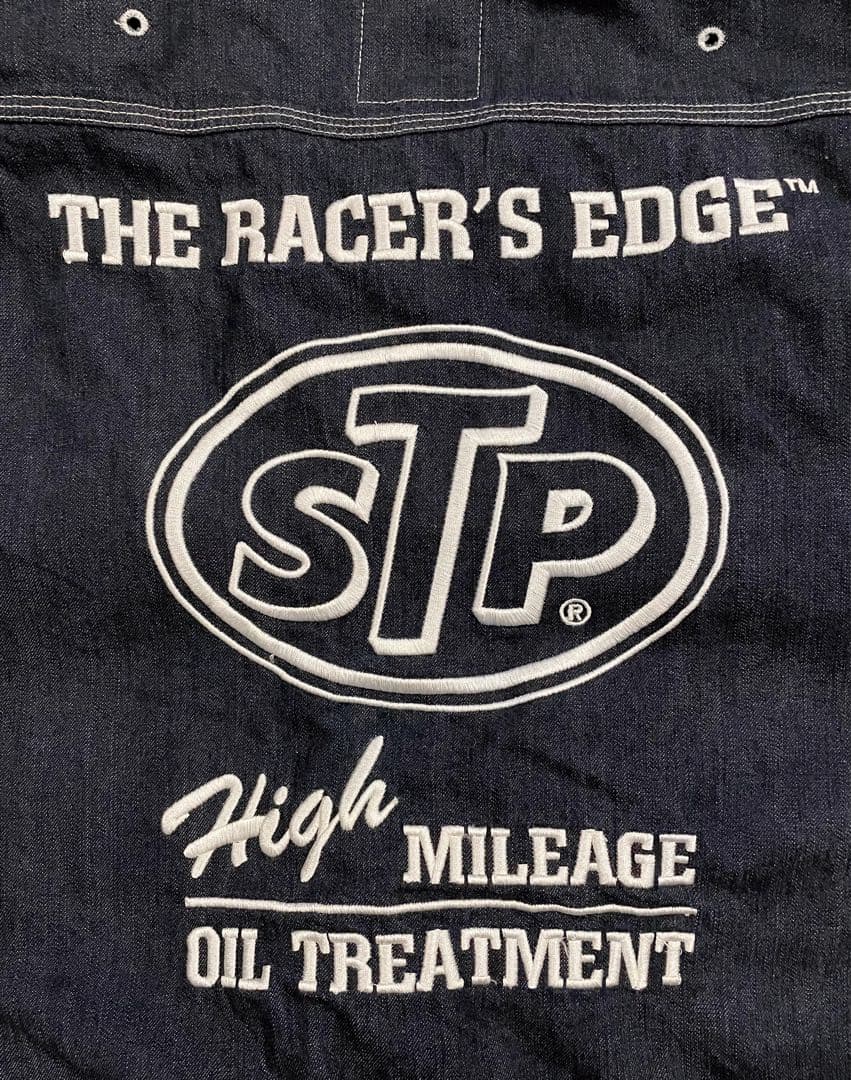 THE RACER'S EDGE™
STP®
High MILEAGE
OIL TREATMENT